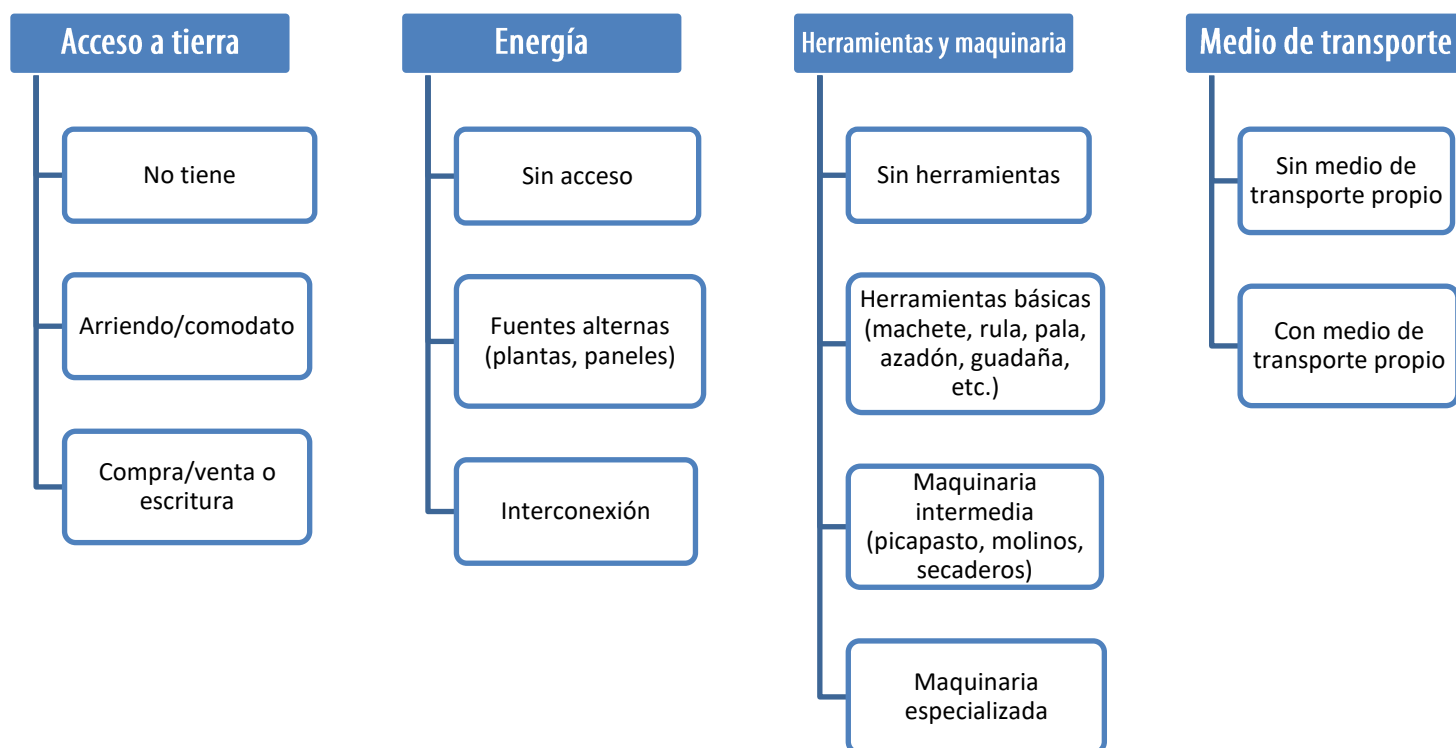 Acceso a tierra
No tiene
Arriendo/comodato
Compra/venta o
escritura
Energía
Sin acceso
Fuentes alternas
(plantas, paneles)
Interconexión
Herramientas y maquinaria
Sin herramientas
Herramientas básicas
(machete, rula, pala,
azadón, guadaña,
etc.)
Maquinaria
intermedia
(picapasto, molinos,
secaderos)
Maquinaria
especializada
Medio de transporte
Sin medio de
transporte propio
Con medio de
transporte propio